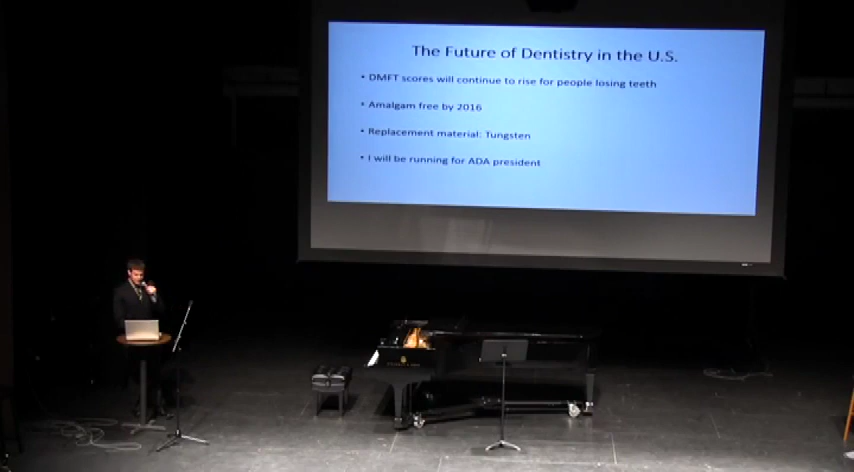 The Future of Dentistry in the U.S.
• DMFT scores will continue to rise for people losing teeth
• Amalgam free by 2016
• Replacement material: Tungsten
• I will be running for ADA president